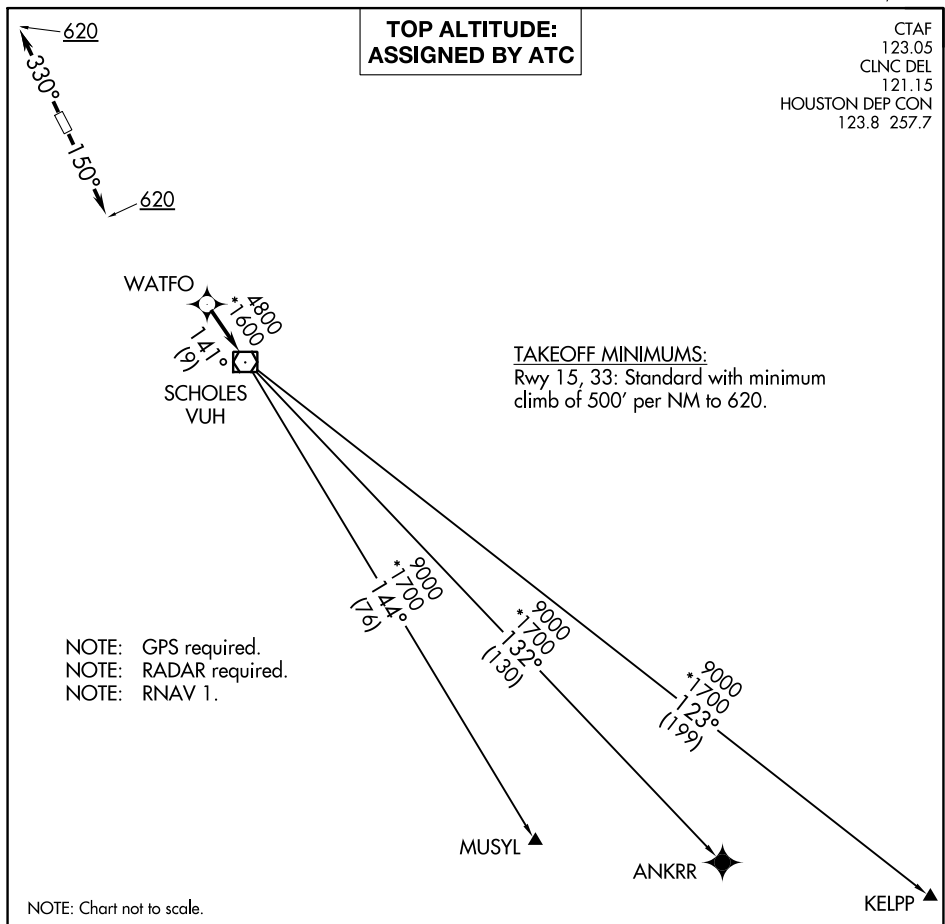 TOP ALTITUDE:
ASSIGNED BY ATC
CTAF
123.05
CLNC DEL
121.15
HOUSTON DEP CON
123.8 257.7
620
330°
150°
620
WATFO
4800
*1600
141°
(9)
SCHOLES
VUH
TAKEOFF MINIMUMS:
Rwy 15, 33: Standard with minimum
climb of 500' per NM to 620.
9000
*1700
144°
(76)
9000
*1700
132°
(130)
9000
*1700
123°
(199)
NOTE: GPS required.
NOTE: RADAR required.
NOTE: RNAV 1.
MUSYL
ANKRR
KELPP
NOTE: Chart not to scale.